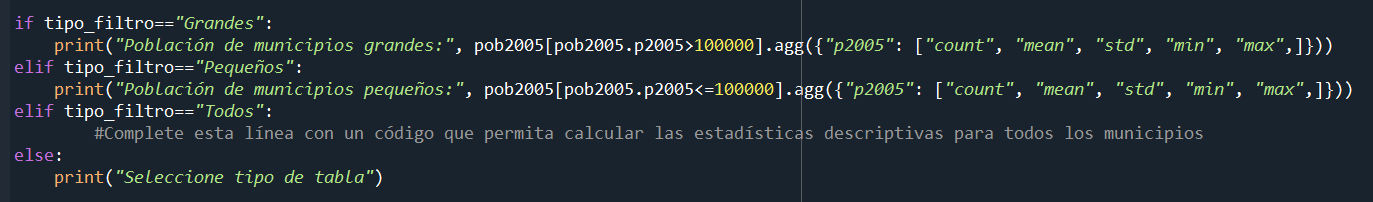 if tipo_filtro=="Grandes":
    print("Población de municipios grandes:", pob2005[pob2005.p2005>100000].agg({"p2005": ["count", "mean", "std", "min", "max",]}))
elif tipo_filtro=="Pequeños":
    print("Población de municipios pequeños:", pob2005[pob2005.p2005<=100000].agg({"p2005": ["count", "mean", "std", "min", "max",]}))
elif tipo_filtro=="Todos":
        #Complete esta línea con un código que permita calcular las estadísticas descriptivas para todos los municipios
else:
    print("Seleccione tipo de tabla")